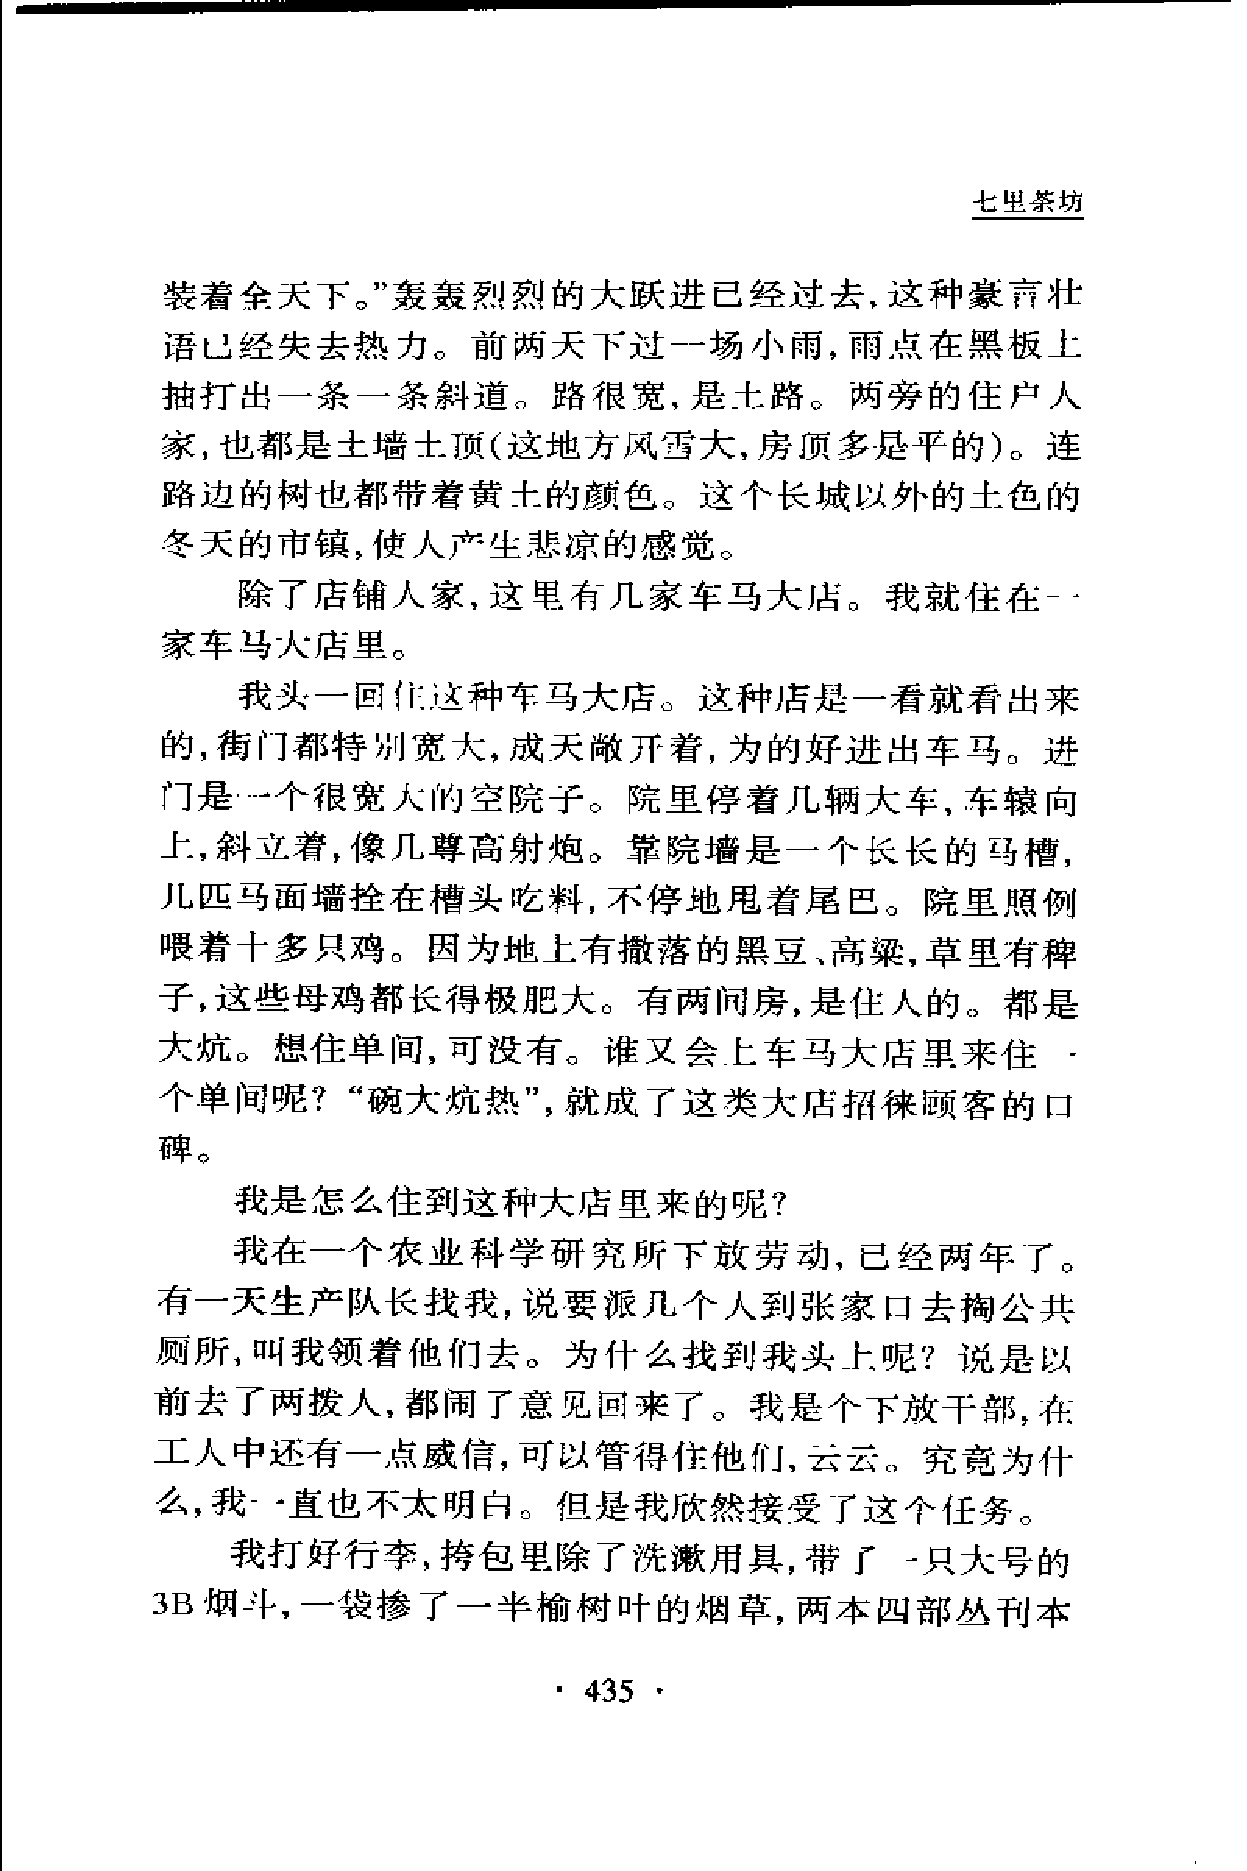 七里茶坊
装着全天下。”轰轰烈烈的大跃进已经过去,这种豪言壮
语已经失去热力。前两天下过一场小雨,雨点在黑板上
抽打出一条一条斜道。路很宽,是土路。两旁的住户人
家,也都是土墙土顶(这地方风雪大,房顶多是平的)。连
路边的树也都带着黄土的颜色。这个长城以外的土色的
冬天的市镇,使人产生悲凉的感觉。
除了店铺人家,这里有几家车马大店。我就住在一
家车马大店里。
我头一回住这种车马大店。这种店是一看就看出来
的,街门都特别宽大,成天敞开着,为的好进出车马。进
门是一个很宽大的空院子。院里停着几辆大车,车辕向
上,斜立着,像几尊高射炮。靠院墙是一个长长的马槽,
几匹马面墙拴在槽头吃料,不停地甩着尾巴。院里照例
喂着十多只鸡。因为地上有撒落的黑豆、高粱,草里有稗
子,这些母鸡都长得极肥大。有两间房,是住人的。都是
大炕。想住单间,可没有。谁又会上车马大店里来住一
个单间呢?“碗大炕热”,就成了这类大店招徕顾客的口
碑。
我是怎么住到这种大店里来的呢?
我在一个农业科学研究所下放劳动,已经两年了。
有一天生产队长找我,说要派几个人到张家口去掏公共
厕所,叫我领着他们去。为什么找到我头上呢?说是以
前去了两拨人,都闹了意见回来了。我是个下放干部,在
工人中还有一点威信,可以管得住他们,云云。究竟为什
么,我一直也不太明白。但是我欣然接受了这个任务。
我打好行李,挎包里除了洗漱用具,带了一只大号的
3B烟斗,一袋掺了一半榆树叶的烟草,两本四部丛刊本
· 435 ·